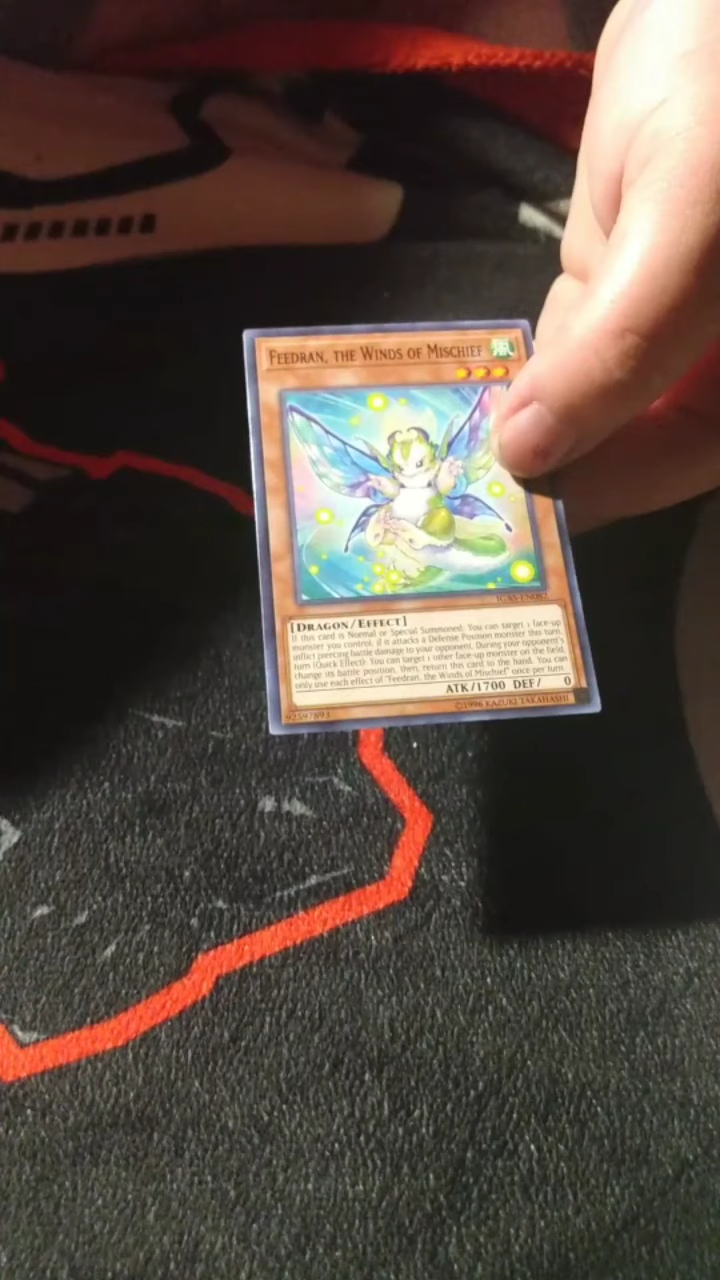 FEEDRAN, THE WINDS OF MISCHIEF 風
IGAS-EN082
[DRAGON/EFFECT]
If this card is Normal or Special Summoned: You can target 1 face-up
monster you control; if it attacks a Defense Position monster this turn,
inflict piercing battle damage to your opponent. During your opponent's
turn (Quick Effect): You can target 1 other face-up monster on the field;
change its battle position, then, return this card to the hand. You can
only use each effect of "Feedran, the Winds of Mischief" once per turn.
ATK/1700 DEF/ 0
92597893 ©1996 KAZUKI TAKAHASHI